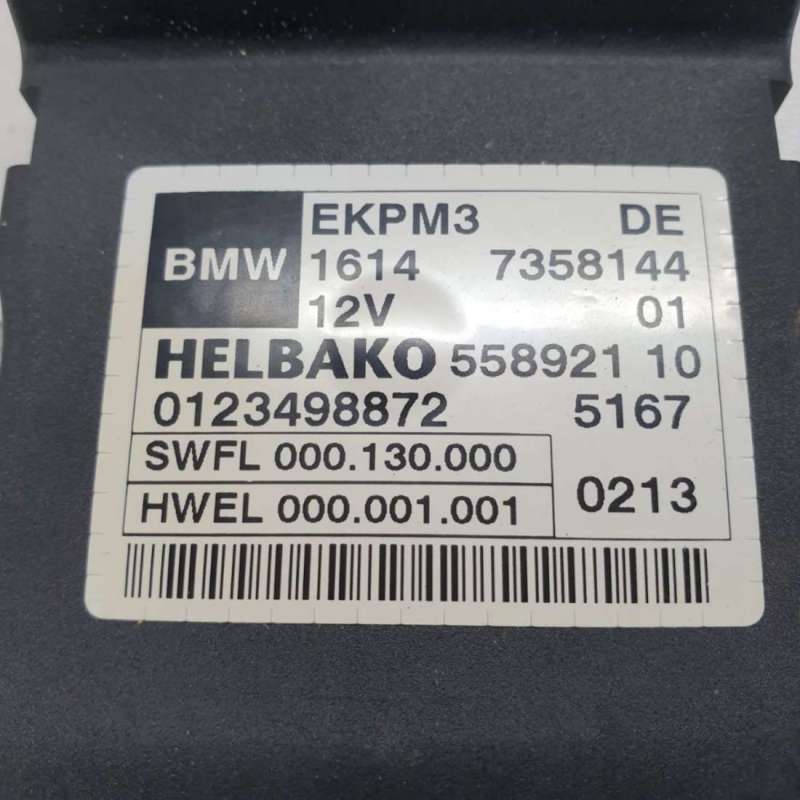 EKPM3 DE
BMW 1614 7358144
12V 01
HELBAKO 558921 10
0123498872 5167
SWFL 000.130.000
HWEL 000.001.001 0213